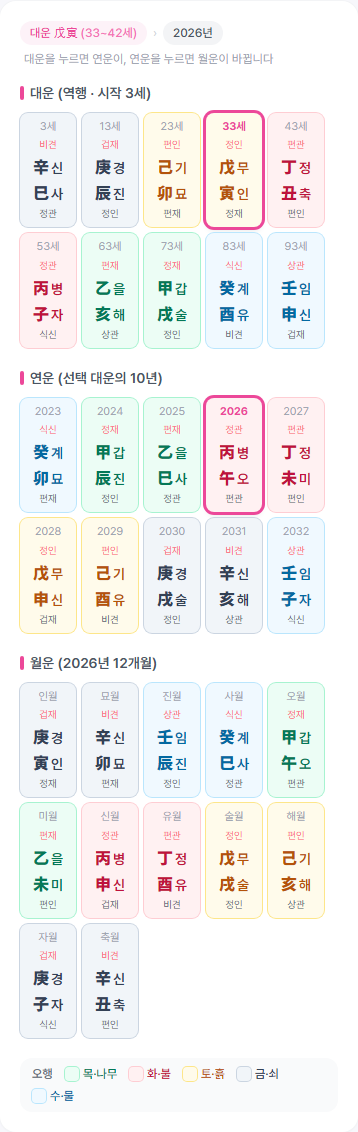 대운 戊寅 (33~42세) › 2026년
대운을 누르면 연운이, 연운을 누르면 월운이 바뀝니다
대운 (역행 · 시작 3세)
3세 13세 23세 33세 43세
비견 겁재 편인 정인 편관
辛신 庚경 己기 戊무 丁정
巳사 辰진 卯묘 寅인 丑축
정관 정인 편재 정재 편인
53세 63세 73세 83세 93세
정관 편재 정재 식신 상관
丙병 乙을 甲갑 癸계 壬임
子자 亥해 戌술 酉유 申신
식신 상관 정인 비견 겁재
연운 (선택 대운의 10년)
2023 2024 2025 2026 2027
식신 정재 편재 정관 편관
癸계 甲갑 乙을 丙병 丁정
卯묘 辰진 巳사 午오 未미
편재 정인 정관 편관 편인
2028 2029 2030 2031 2032
정인 편인 겁재 비견 상관
戊무 己기 庚경 辛신 壬임
申신 酉유 戌술 亥해 子자
겁재 비견 정인 상관 식신
월운 (2026년 12개월)
인월 묘월 진월 사월 오월
겁재 비견 상관 식신 정재
庚경 辛신 壬임 癸계 甲갑
寅인 卯묘 辰진 巳사 午오
정재 편재 정인 정관 편관
미월 신월 유월 술월 해월
편재 정관 편관 정인 편인
乙을 丙병 丁정 戊무 己기
未미 申신 酉유 戌술 亥해
편인 겁재 비견 정인 상관
자월 축월
겁재 비견
庚경 辛신
子자 丑축
식신 편인
오행 목·나무 화·불 토·흙 금·쇠
수·물